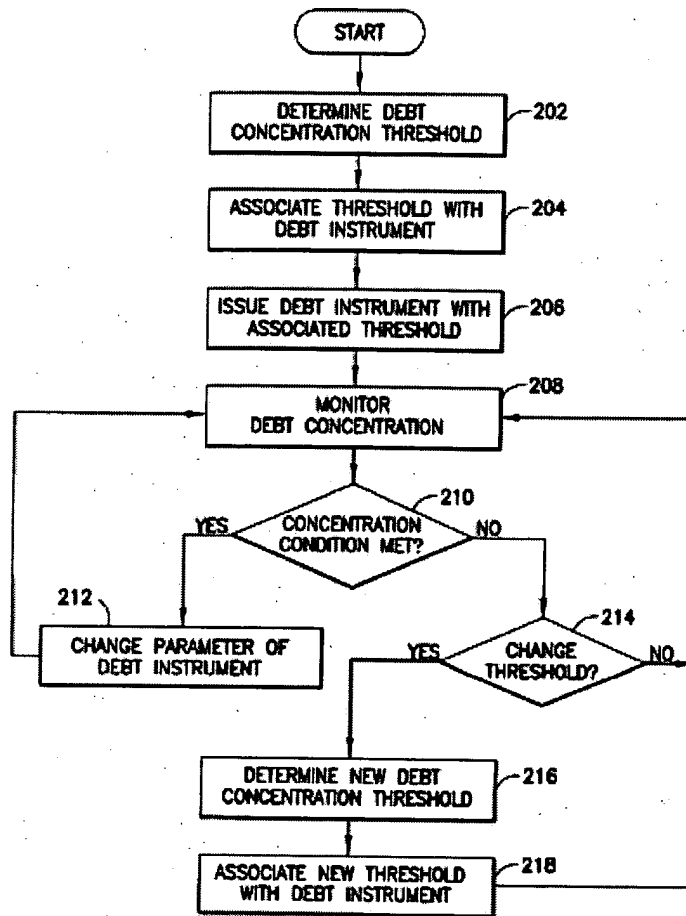 START
DETERMINE DEBT
CONCENTRATION THRESHOLD
202
ASSOCIATE THRESHOLD WITH
DEBT INSTRUMENT
204
ISSUE DEBT INSTRUMENT WITH
ASSOCIATED THRESHOLD
206
208
MONITOR
DEBT CONCENTRATION
210
YES
CONCENTRATION
CONDITION MET?
NO
212
CHANGE PARAMETER OF
DEBT INSTRUMENT
214
YES
CHANGE
THRESHOLD?
NO
DETERMINE NEW DEBT
CONCENTRATION THRESHOLD
216
ASSOCIATE NEW THRESHOLD
WITH DEBT INSTRUMENT
218